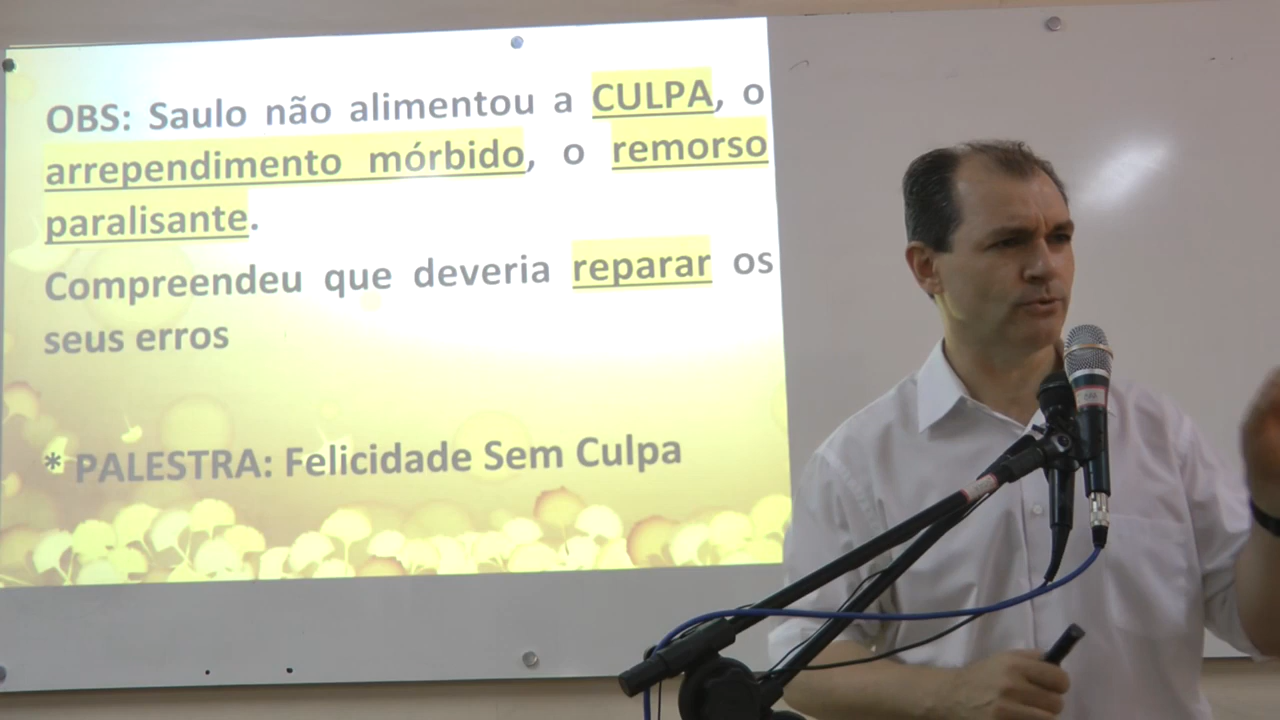 OBS: Saulo não alimentou a CULPA, o
arrependimento mórbido, o remorso
paralisante.
Compreendeu que deveria reparar os
seus erros
* PALESTRA: Felicidade Sem Culpa